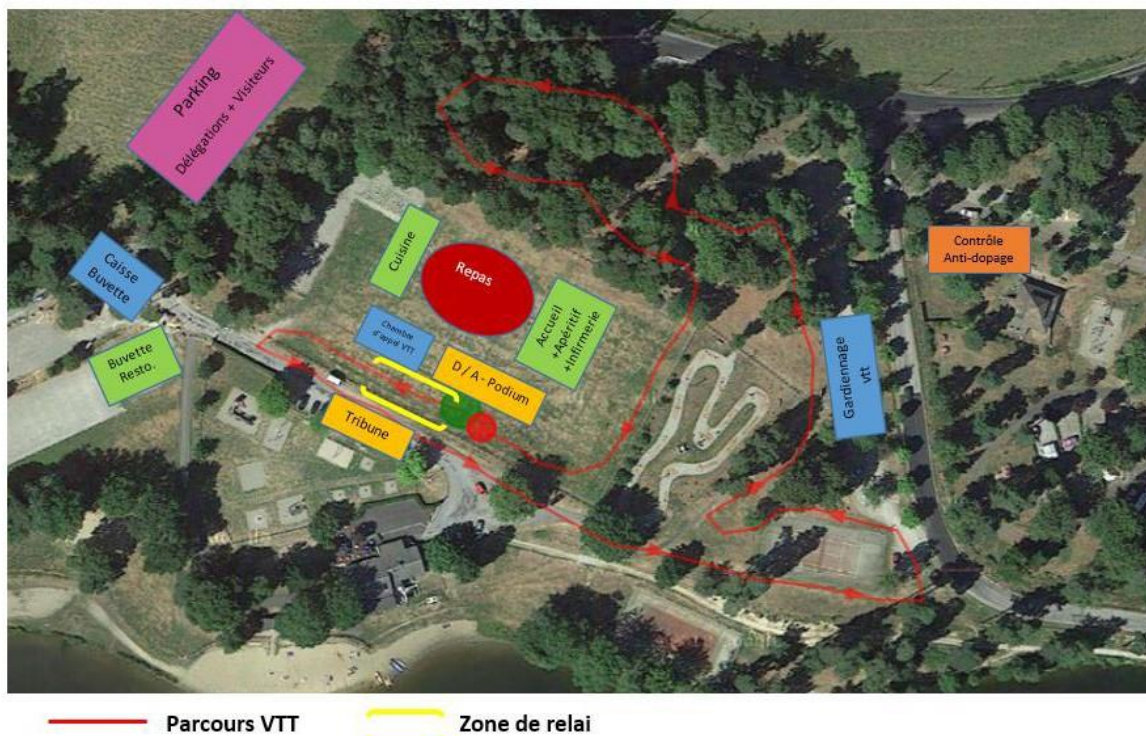 Parking
Délégations + Visiteurs
Contrôle
Anti-dopage
Cuisine
Repas
Caisse
Buvette
Accueil
+Apéritif
+Infirmerie
Chambre
d'appel VTT
Buvette
Resto.
D / A - Podium
Gardiennage
vtt
Tribune
Parcours VTT
Zone de relai